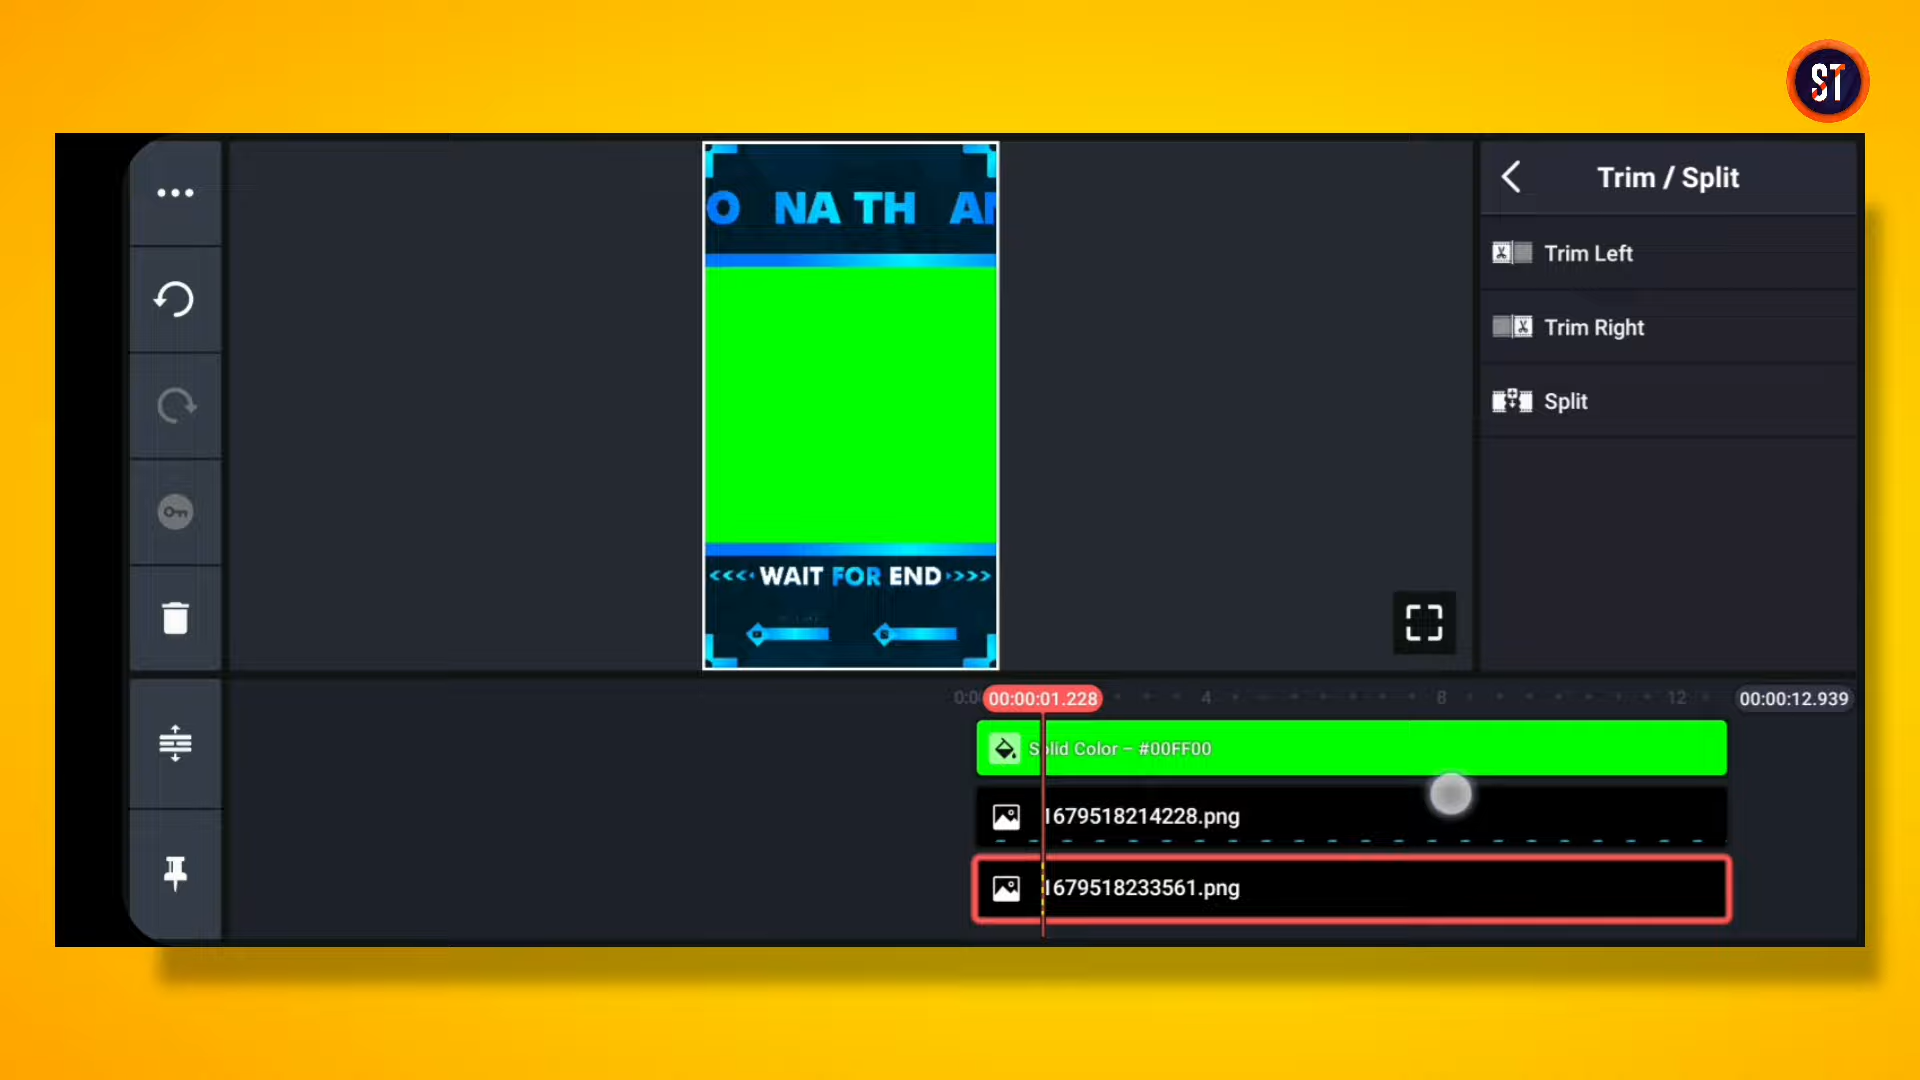 ST
Trim / Split
O NA TH
Trim Left
Trim Right
Split
<<< WAIT FOR END >>>
00:00:01.228
4
8
12
00:00:12.939
Solid Color – #00FF00
1679518214228.png
1679518233561.png